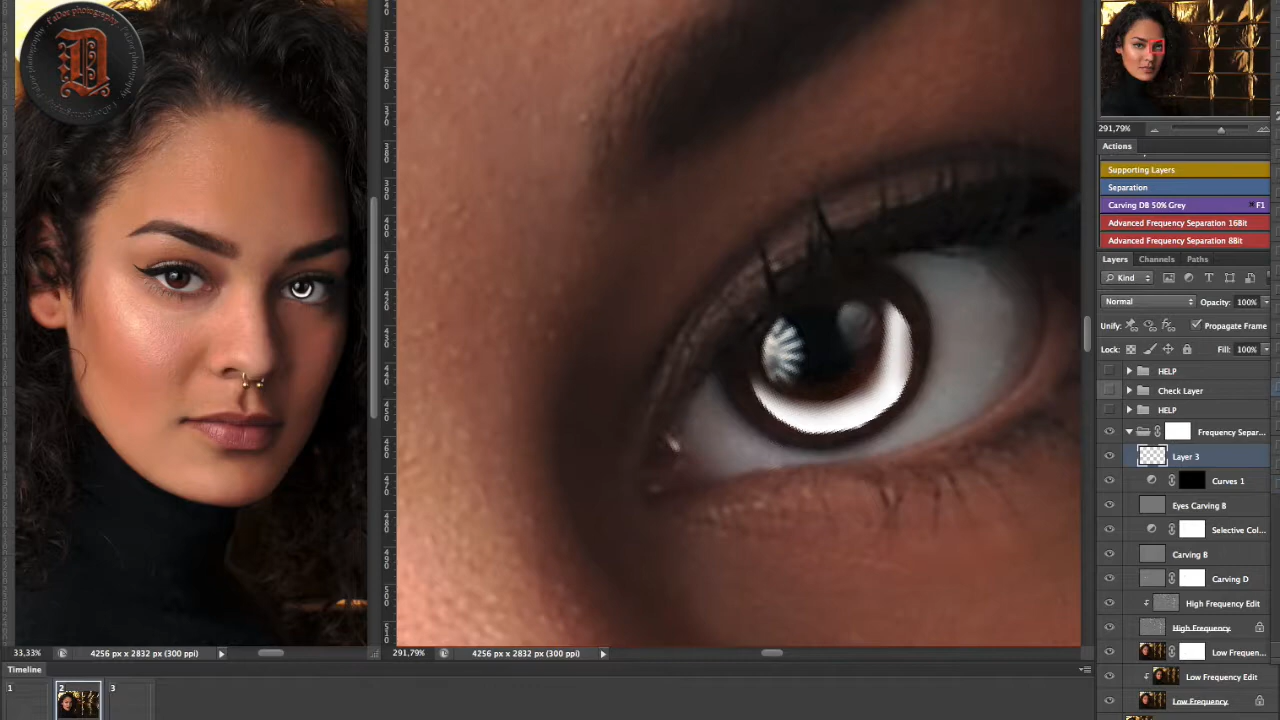 FaDot photography
D
291,79%
Actions
Supporting Layers
Separation
Carving DB 50% Grey F1
Advanced Frequency Separation 16Bit
Advanced Frequency Separation 8Bit
Layers Channels Paths
Kind
Normal Opacity: 100%
Unify: Propagate Frame
Lock: Fill: 100%
HELP
Check Layer
HELP
Frequency Separ...
Layer 3
Curves 1
Eyes Carving B
Selective Col...
Carving B
Carving D
High Frequency Edit
High Frequency
Low Frequen...
Low Frequency Edit
Low Frequency
33,33% 4256 px x 2832 px (300 ppi)
291,79% 4256 px x 2832 px (300 ppi)
Timeline
1 2 3